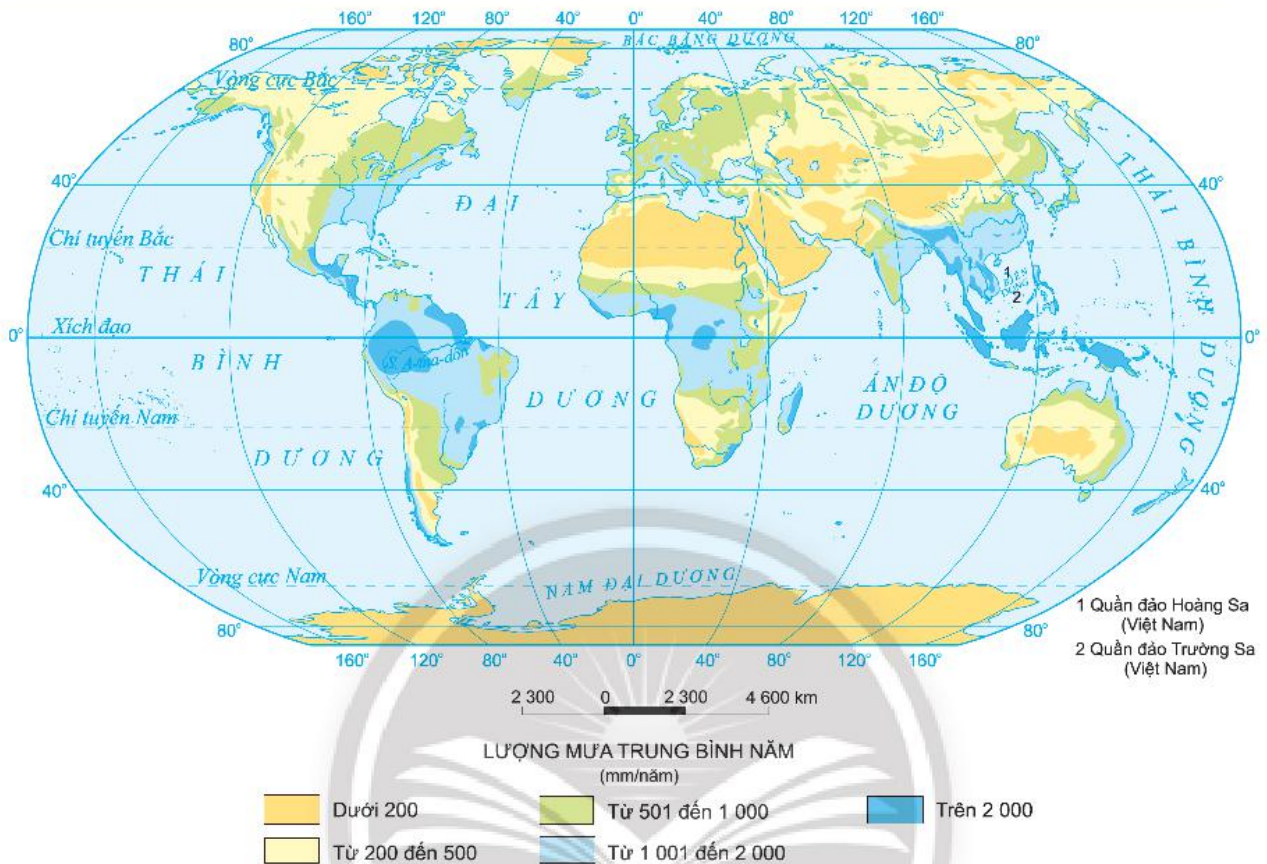 160° 120° 80° 40° 0° 40° 80° 120° 160°
BẮC BĂNG DƯƠNG
80° 80°
Vòng cực Bắc
40° 40°
ĐẠI
THÁI BÌNH DƯƠNG
Chí tuyến Bắc
THÁI
TÂY
1
BIỂN ĐÔNG
2
Xích đạo
0° 0°
BÌNH
S. A-ma-dôn
DƯƠNG
ẤN ĐỘ
DƯƠNG
Chí tuyến Nam
DƯƠNG
40° 40°
Vòng cực Nam
NAM ĐẠI DƯƠNG
80° 80°
160° 120° 80° 40° 0° 40° 80° 120° 160°
1 Quần đảo Hoàng Sa
(Việt Nam)
2 Quần đảo Trường Sa
(Việt Nam)
2 300 0 2 300 4 600 km
LƯỢNG MƯA TRUNG BÌNH NĂM
(mm/năm)
Dưới 200
Từ 501 đến 1 000
Trên 2 000
Từ 200 đến 500
Từ 1 001 đến 2 000